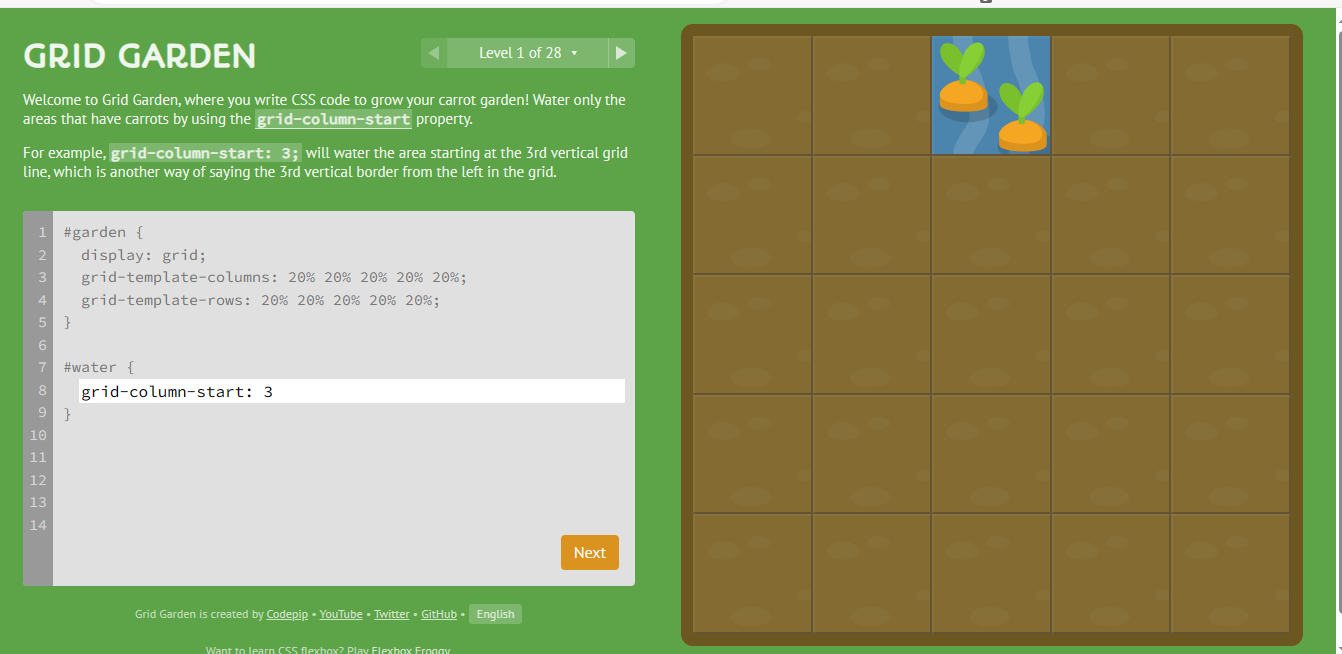 GRID GARDEN
◀ Level 1 of 28 ▾ ▶
Welcome to Grid Garden, where you write CSS code to grow your carrot garden! Water only the
areas that have carrots by using the grid-column-start property.
For example, grid-column-start: 3; will water the area starting at the 3rd vertical grid
line, which is another way of saying the 3rd vertical border from the left in the grid.
1 #garden {
2 display: grid;
3 grid-template-columns: 20% 20% 20% 20% 20%;
4 grid-template-rows: 20% 20% 20% 20% 20%;
5 }
6
7 #water {
8 grid-column-start: 3
9 }
10
11
12
13
14
Next
Grid Garden is created by Codepip • YouTube • Twitter • GitHub • English
Want to learn CSS flexbox? Play Flexbox Froggy